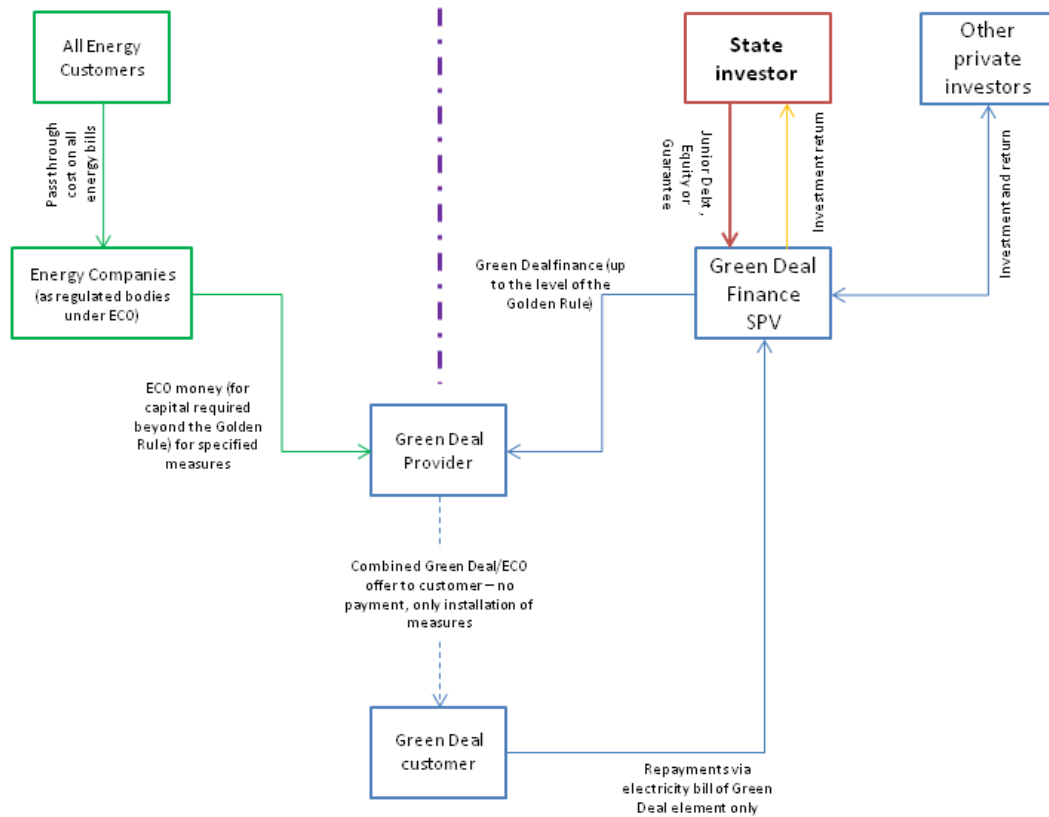 All Energy
Customers
State
investor
Other
private
investors
Pass through
cost on all
energy bills
Junior Debt,
Equity or
Guarantee
Investment return
Investment and return
Energy Companies
(as regulated bodies
under ECO)
Green Deal finance (up
to the level of the
Golden Rule)
Green Deal
Finance
SPV
ECO money (for
capital required
beyond the Golden
Rule) for specified
measures
Green Deal
Provider
Combined Green Deal/ECO
offer to customer – no
payment, only installation of
measures
Green Deal
customer
Repayments via
electricity bill of Green
Deal element only